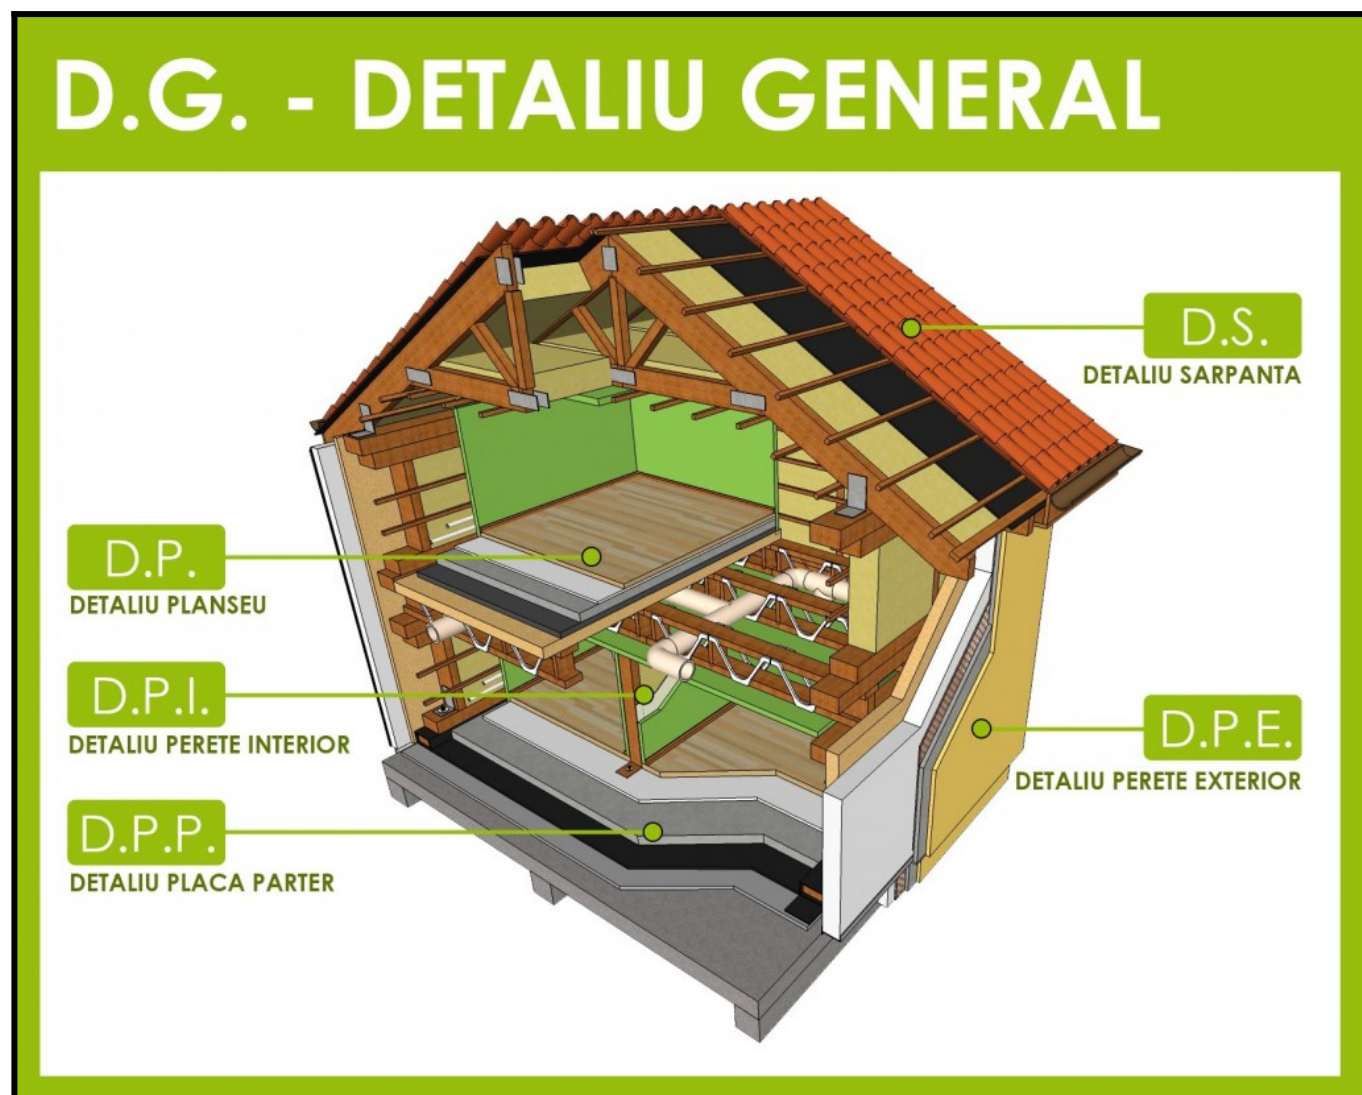 D.G. - DETALIU GENERAL
D.S.
DETALIU SARPANTA
D.P.
DETALIU PLANSEU
D.P.I.
DETALIU PERETE INTERIOR
D.P.E.
DETALIU PERETE EXTERIOR
D.P.P.
DETALIU PLACA PARTER